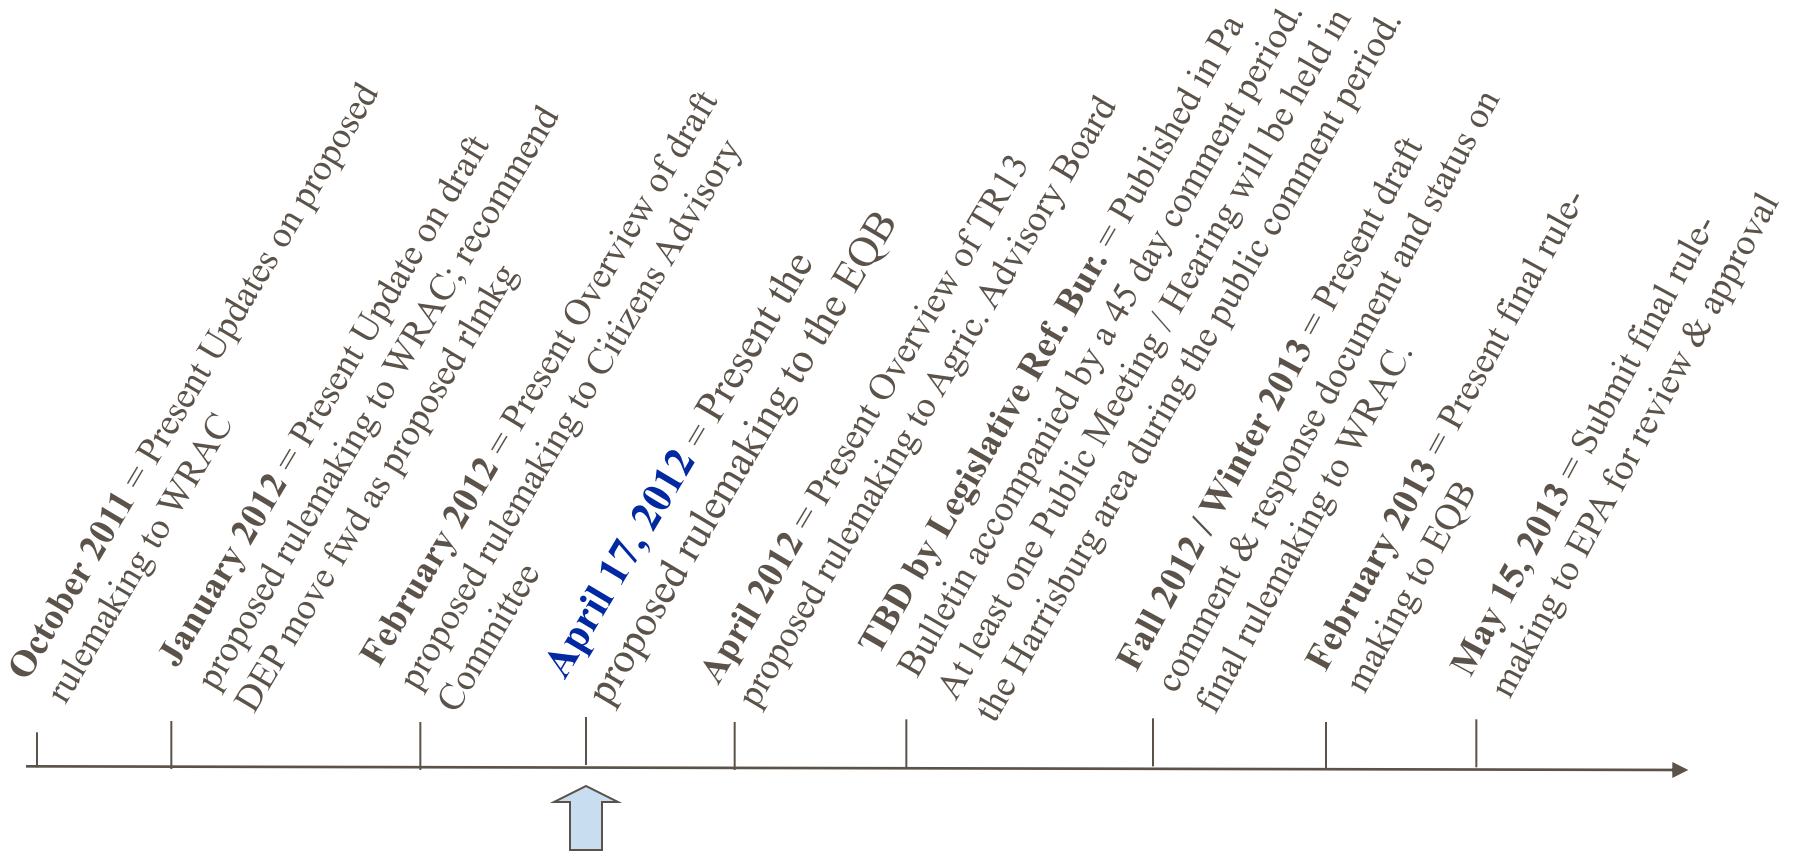 October 2011 = Present Updates on proposed
rulemaking to WRAC
January 2012 = Present Update on draft
proposed rulemaking to WRAC; recommend
DEP move fwd as proposed rlmkg
February 2012 = Present Overview of draft
proposed rulemaking to Citizens Advisory
Committee
April 17, 2012 = Present the
proposed rulemaking to the EQB
April 2012 = Present Overview of TR13
proposed rulemaking to Agric. Advisory Board
TBD by Legislative Ref. Bur. = Published in Pa
Bulletin accompanied by a 45 day comment period.
At least one Public Meeting / Hearing will be held in
the Harrisburg area during the public comment period.
Fall 2012 / Winter 2013 = Present draft
comment & response document and status on
final rulemaking to WRAC.
February 2013 = Present final rule-
making to EQB
May 15, 2013 = Submit final rule-
making to EPA for review & approval